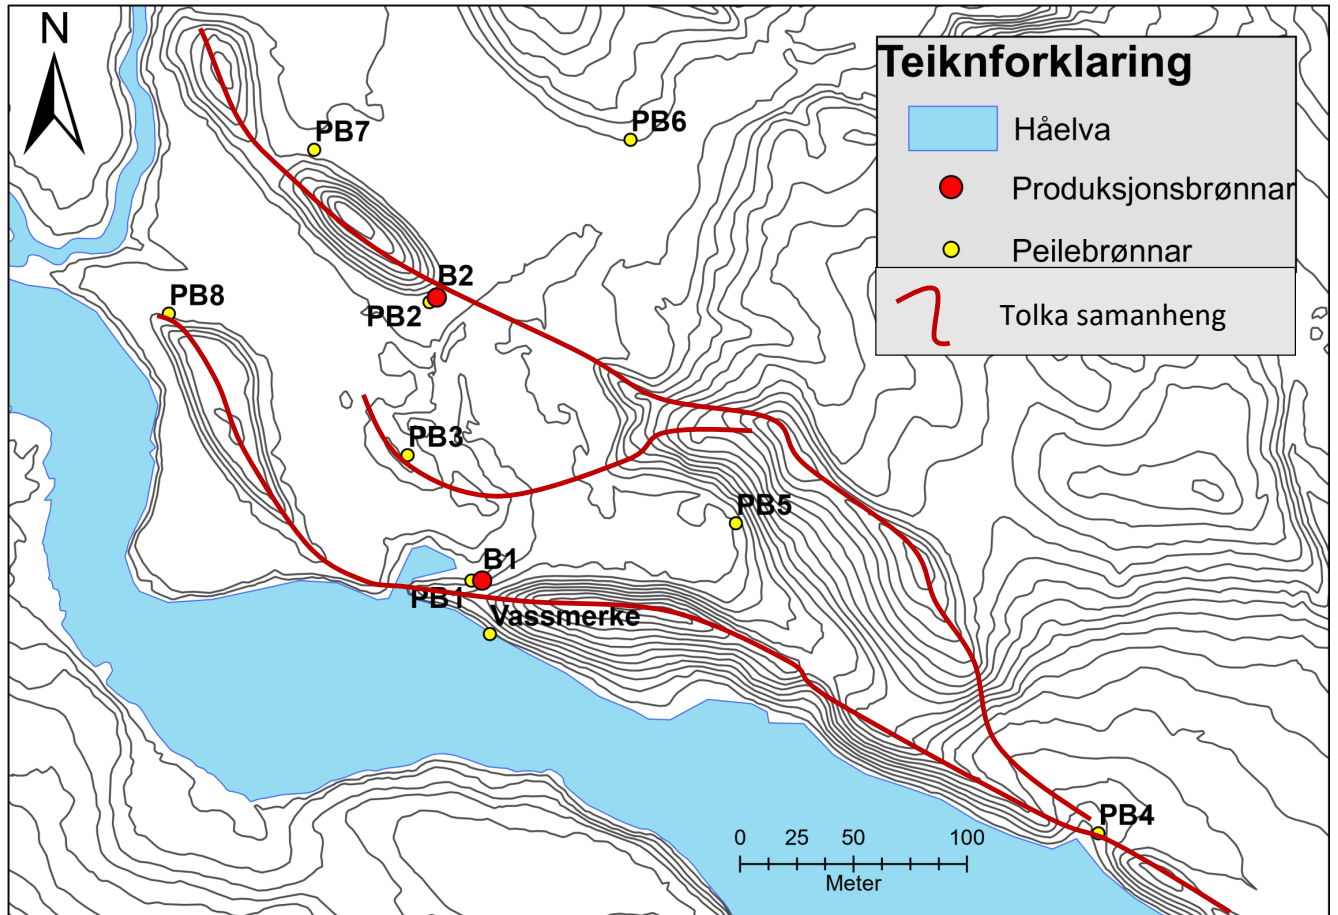 N
Teiknforklaring
Håelva
Produksjonsbrønnar
Peilebrønnar
Tolka samanheng
PB7
PB6
B2
PB8
PB2
PB3
PB5
B1
PB1
Vassmerke
PB4
0 25 50 100
Meter